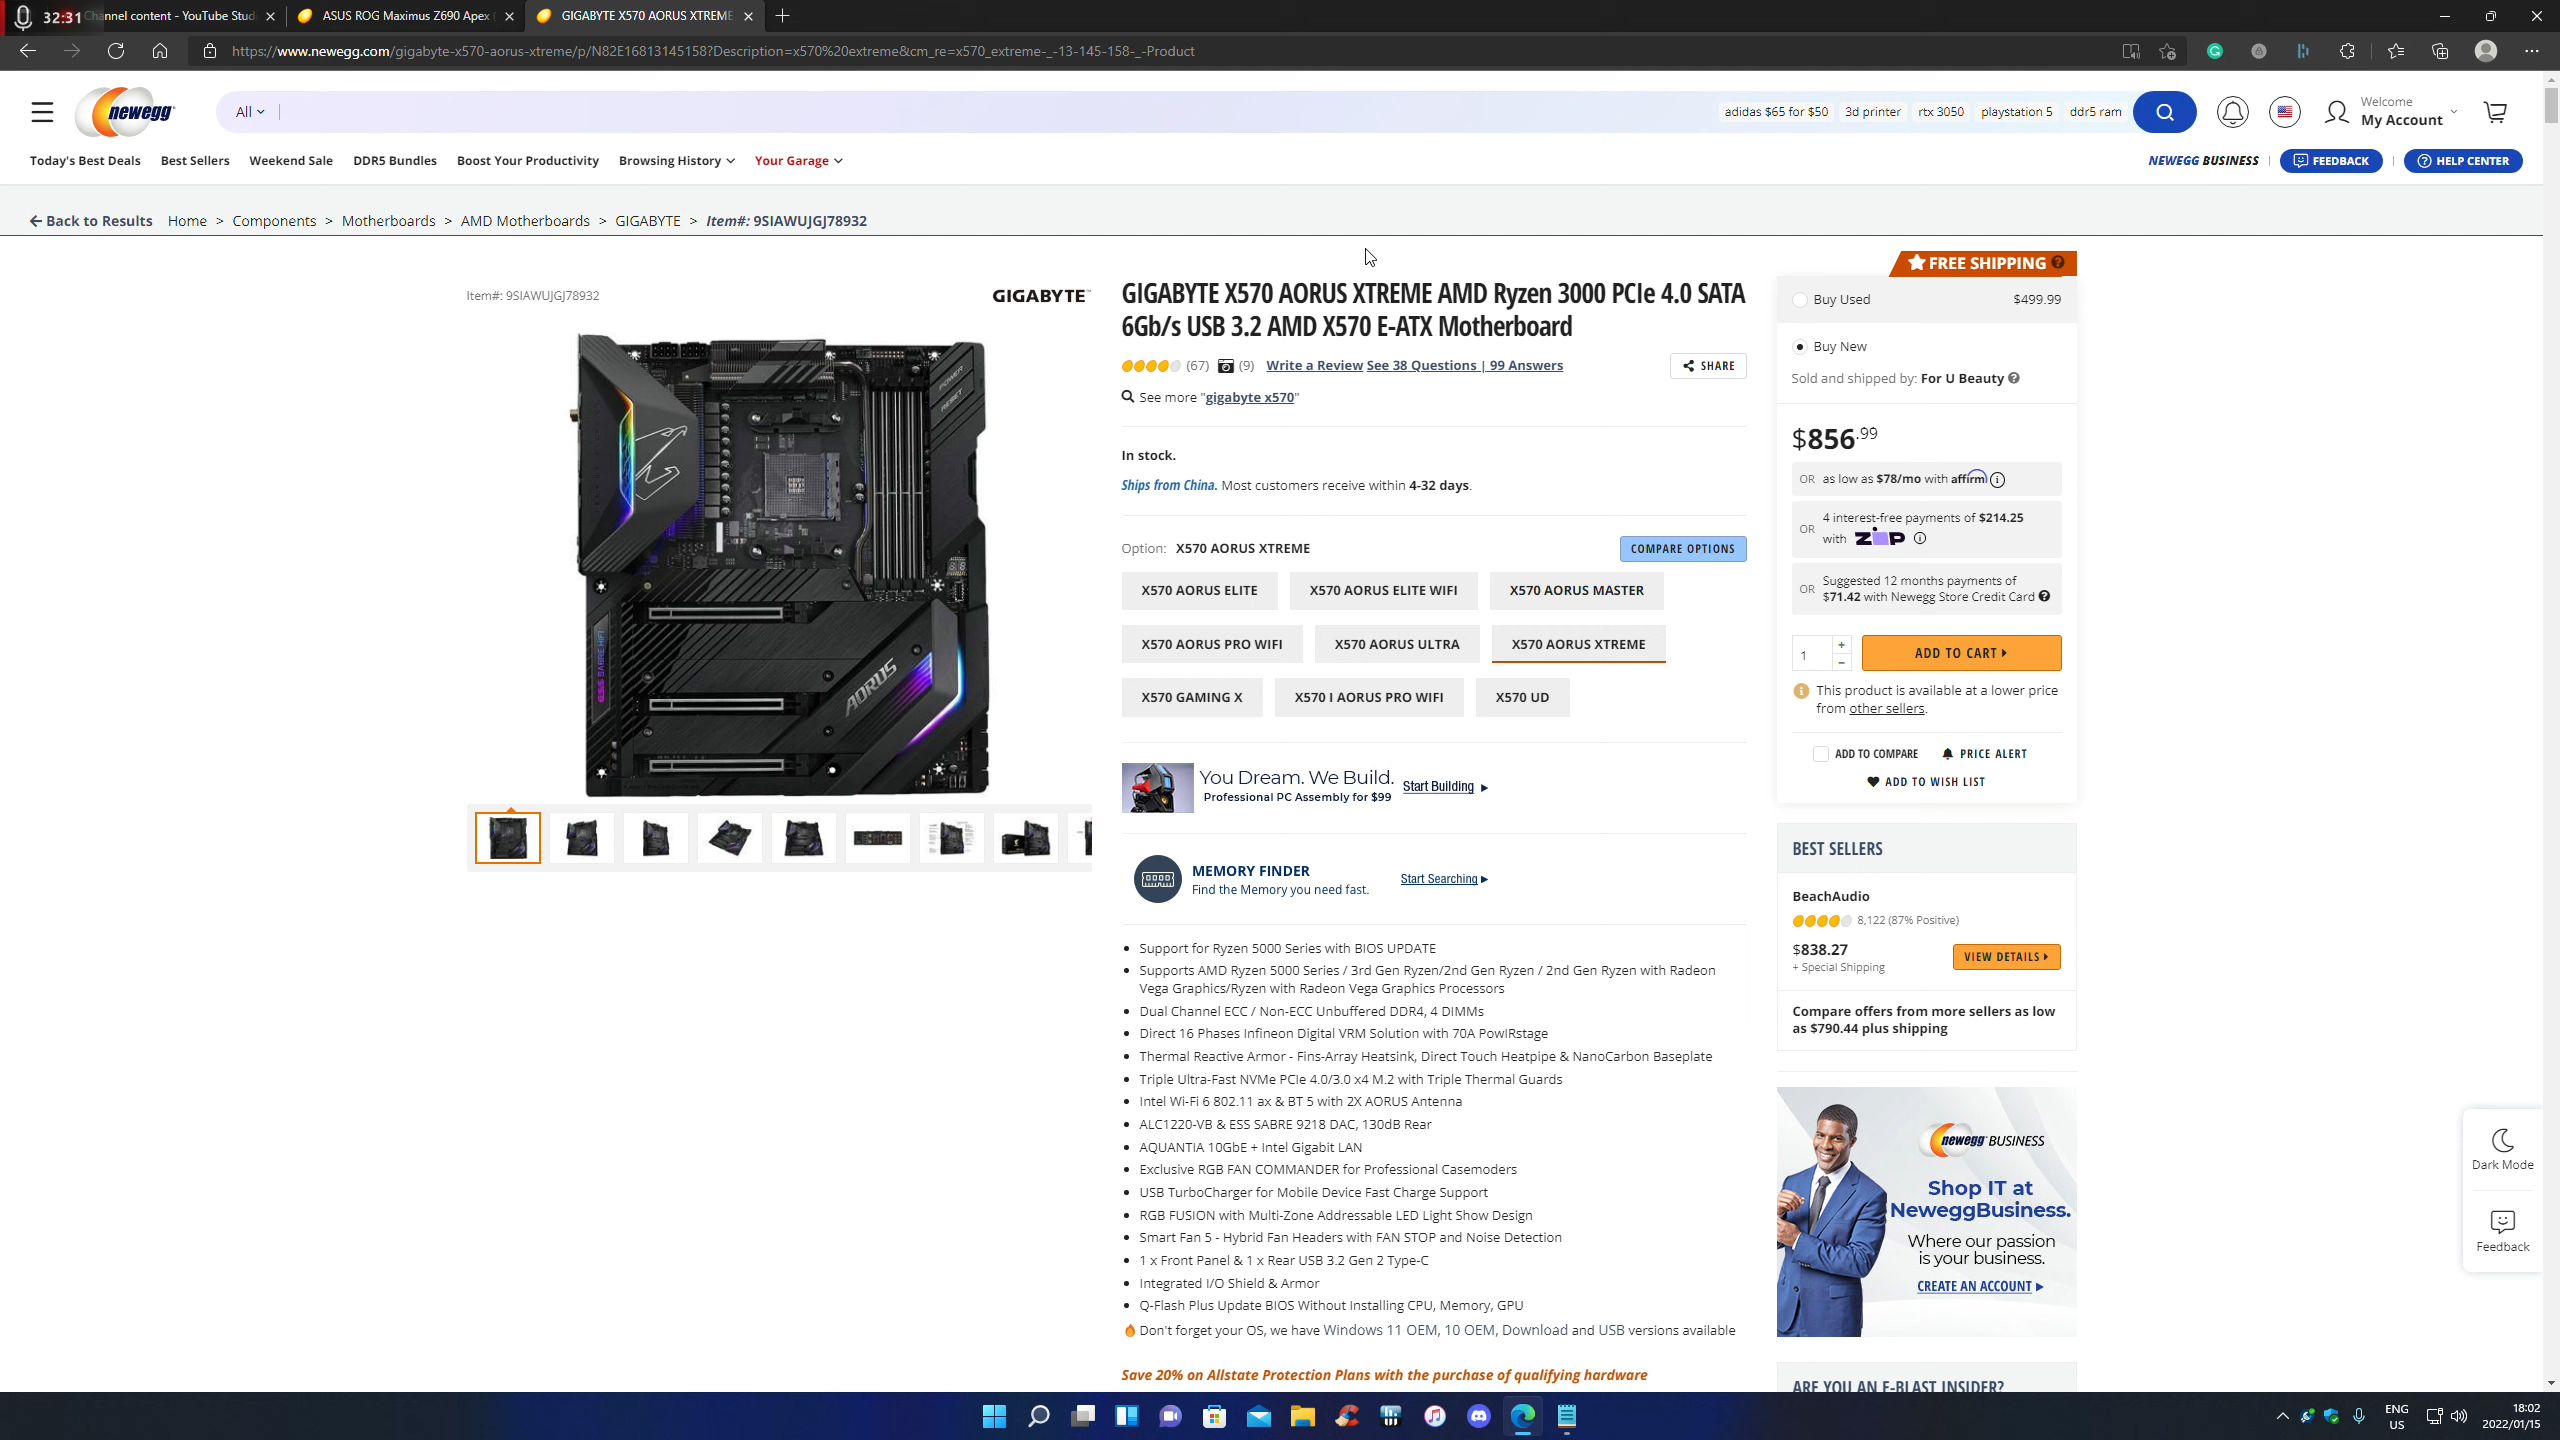 32:31 Channel content - YouTube Studi
ASUS ROG Maximus Z690 Apex (
GIGABYTE X570 AORUS XTREME
https://www.newegg.com/gigabyte-x570-aorus-xtreme/p/N82E16813145158?Description=x570%20extreme&cm_re=x570_extreme-_-13-145-158-_-Product
newegg
All
adidas $65 for $50 3d printer rtx 3050 playstation 5 ddr5 ram
Welcome
My Account
Today's Best Deals Best Sellers Weekend Sale DDR5 Bundles Boost Your Productivity Browsing History Your Garage
NEWEGG BUSINESS FEEDBACK HELP CENTER
Back to Results Home > Components > Motherboards > AMD Motherboards > GIGABYTE > Item#: 9SIAWUJGJ78932
Item#: 9SIAWUJGJ78932
GIGABYTE™
POWER
RESET
ESS SABRE HIFI
AORUS
GIGABYTE X570 AORUS XTREME AMD Ryzen 3000 PCIe 4.0 SATA
6Gb/s USB 3.2 AMD X570 E-ATX Motherboard
(67) (9) Write a Review See 38 Questions | 99 Answers
SHARE
See more "gigabyte x570"
In stock.
Ships from China. Most customers receive within 4-32 days.
Option: X570 AORUS XTREME
COMPARE OPTIONS
X570 AORUS ELITE X570 AORUS ELITE WIFI X570 AORUS MASTER
X570 AORUS PRO WIFI X570 AORUS ULTRA X570 AORUS XTREME
X570 GAMING X X570 I AORUS PRO WIFI X570 UD
You Dream. We Build.
Professional PC Assembly for $99
Start Building
MEMORY FINDER
Find the Memory you need fast.
Start Searching
• Support for Ryzen 5000 Series with BIOS UPDATE
• Supports AMD Ryzen 5000 Series / 3rd Gen Ryzen/2nd Gen Ryzen / 2nd Gen Ryzen with Radeon
Vega Graphics/Ryzen with Radeon Vega Graphics Processors
• Dual Channel ECC / Non-ECC Unbuffered DDR4, 4 DIMMs
• Direct 16 Phases Infineon Digital VRM Solution with 70A PowIRstage
• Thermal Reactive Armor - Fins-Array Heatsink, Direct Touch Heatpipe & NanoCarbon Baseplate
• Triple Ultra-Fast NVMe PCIe 4.0/3.0 x4 M.2 with Triple Thermal Guards
• Intel Wi-Fi 6 802.11 ax & BT 5 with 2X AORUS Antenna
• ALC1220-VB & ESS SABRE 9218 DAC, 130dB Rear
• AQUANTIA 10GbE + Intel Gigabit LAN
• Exclusive RGB FAN COMMANDER for Professional Casemoders
• USB TurboCharger for Mobile Device Fast Charge Support
• RGB FUSION with Multi-Zone Addressable LED Light Show Design
• Smart Fan 5 - Hybrid Fan Headers with FAN STOP and Noise Detection
• 1 x Front Panel & 1 x Rear USB 3.2 Gen 2 Type-C
• Integrated I/O Shield & Armor
• Q-Flash Plus Update BIOS Without Installing CPU, Memory, GPU
Don't forget your OS, we have Windows 11 OEM, 10 OEM, Download and USB versions available
Save 20% on Allstate Protection Plans with the purchase of qualifying hardware
FREE SHIPPING
Buy Used $499.99
Buy New
Sold and shipped by: For U Beauty
$856.99
OR as low as $78/mo with affirm
OR 4 interest-free payments of $214.25
with ZIP
OR Suggested 12 months payments of
$71.42 with Newegg Store Credit Card
1 ADD TO CART
This product is available at a lower price
from other sellers.
ADD TO COMPARE PRICE ALERT
ADD TO WISH LIST
BEST SELLERS
BeachAudio
8,122 (87% Positive)
$838.27
+ Special Shipping
VIEW DETAILS
Compare offers from more sellers as low
as $790.44 plus shipping
newegg BUSINESS
Shop IT at
NeweggBusiness.
Where our passion
is your business.
CREATE AN ACCOUNT
ARE YOU AN E-BLAST INSIDER?
Dark Mode
Feedback
ENG
US
18:02
2022/01/15